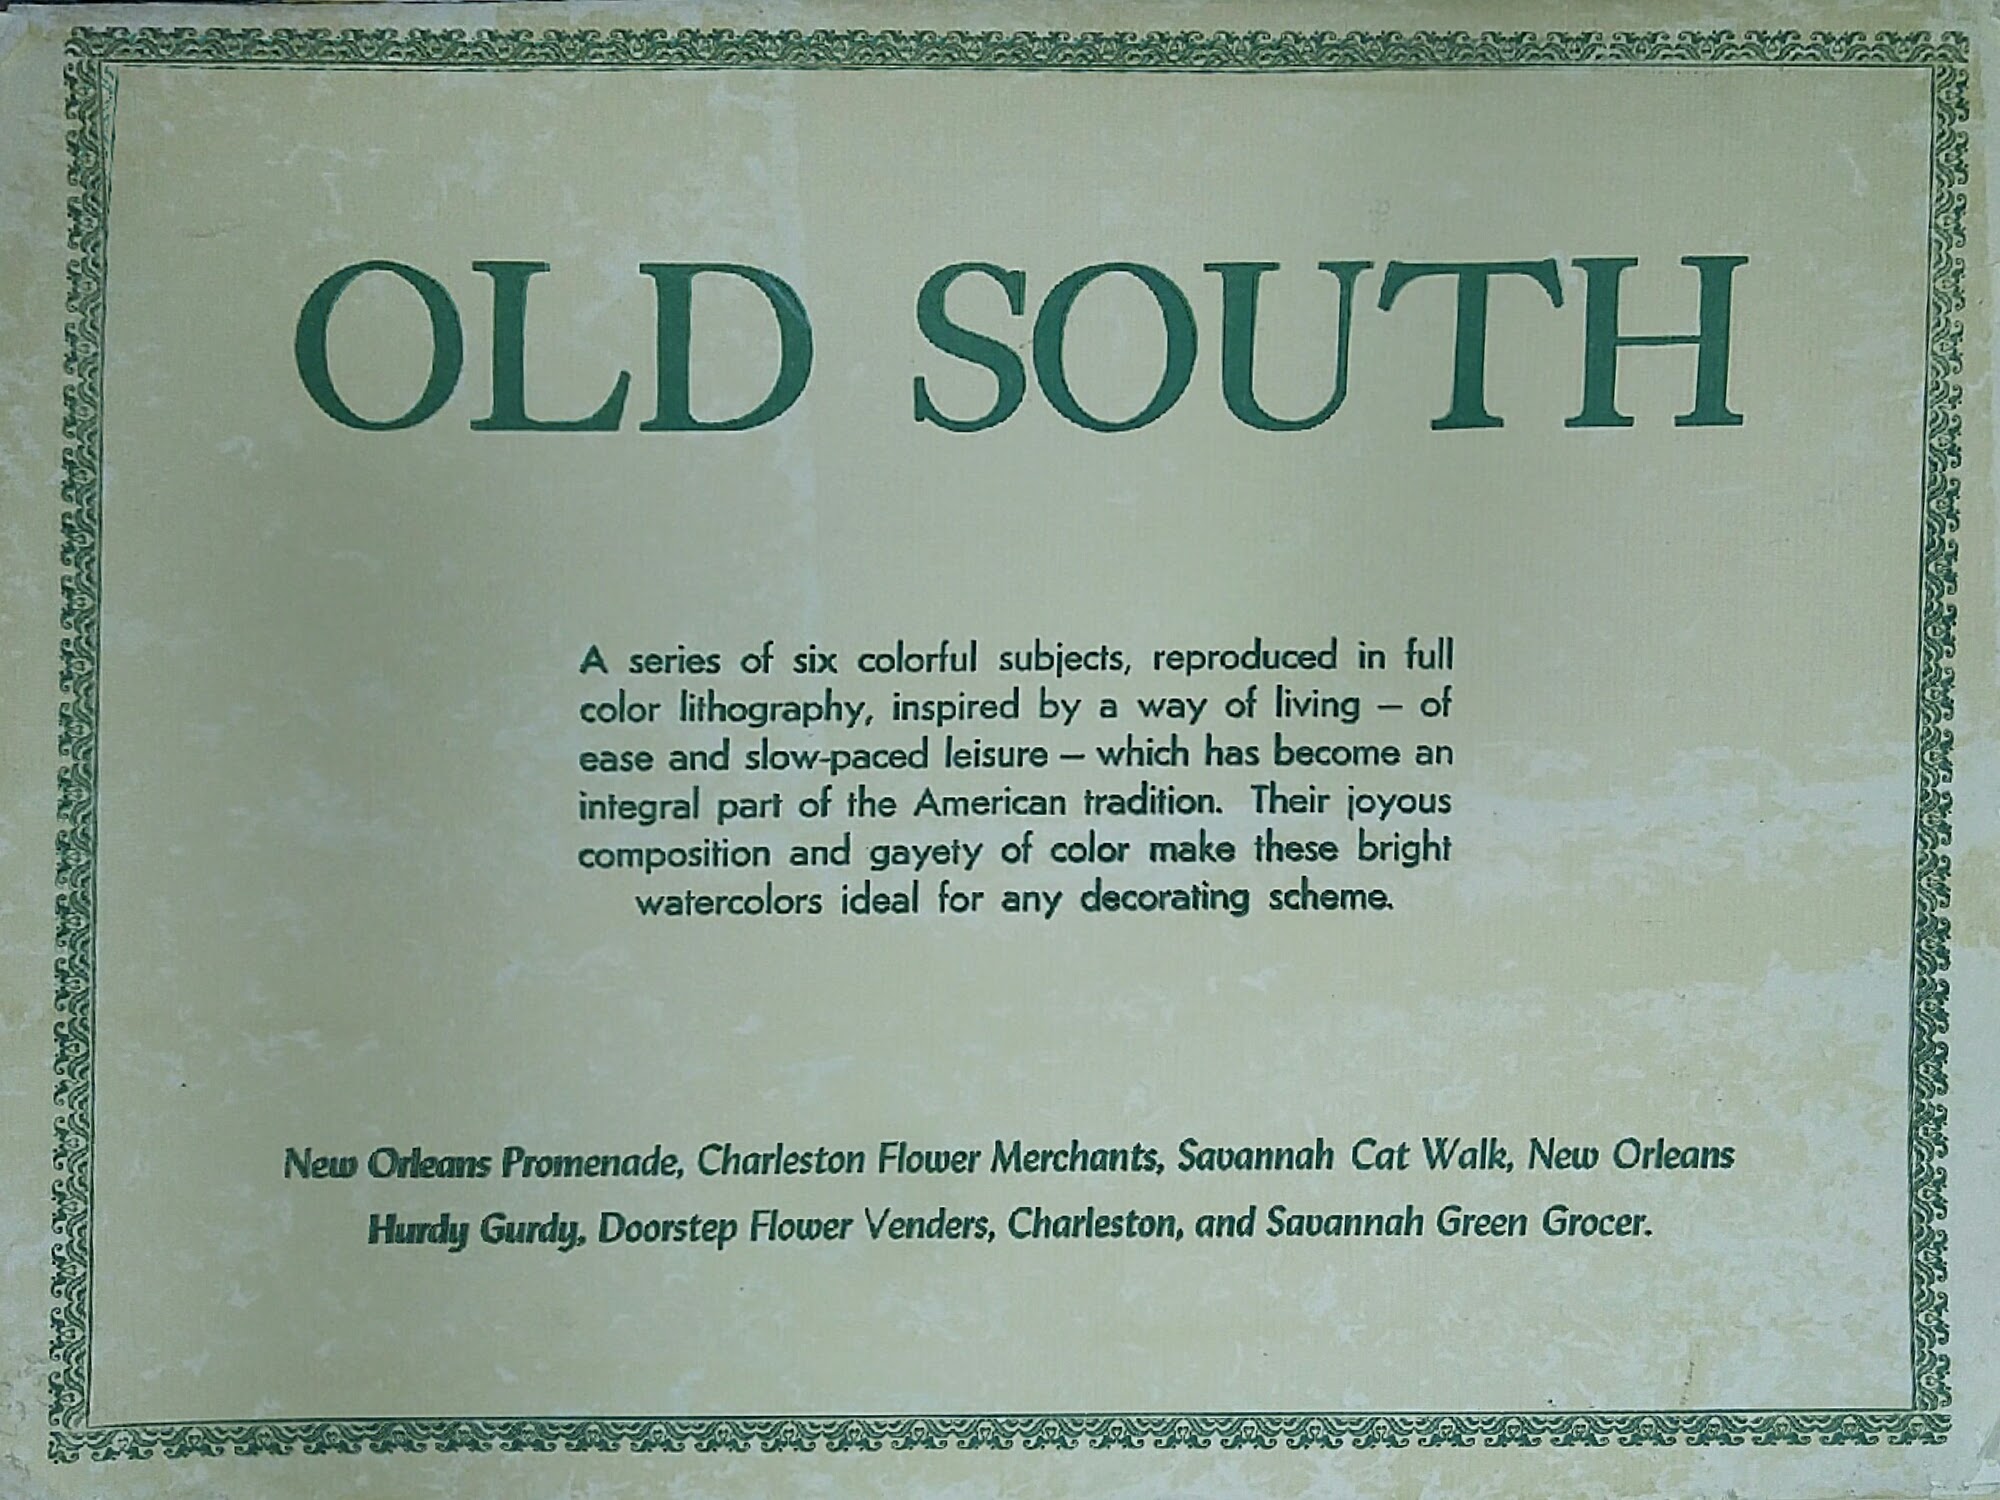 OLD SOUTH
A series of six colorful subjects, reproduced in full
color lithography, inspired by a way of living — of
ease and slow-paced leisure — which has become an
integral part of the American tradition. Their joyous
composition and gayety of color make these bright
watercolors ideal for any decorating scheme.
New Orleans Promenade, Charleston Flower Merchants, Savannah Cat Walk, New Orleans
Hurdy Gurdy, Doorstep Flower Venders, Charleston, and Savannah Green Grocer.